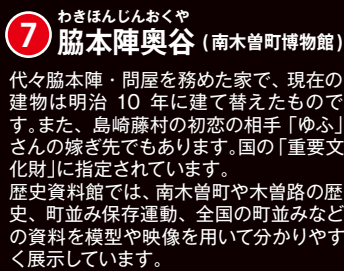 わきほんじんおくや
7 脇本陣奥谷 (南木曽町博物館)
代々脇本陣・問屋を務めた家で、現在の
建物は明治 10 年に建て替えたもので
す。また、島崎藤村の初恋の相手「ゆふ」
さんの嫁ぎ先でもあります。国の「重要文
化財」に指定されています。
歴史資料館では、南木曽町や木曽路の歴
史、町並み保存運動、全国の町並みなど
の資料を模型や映像を用いて分かりやす
く展示しています。